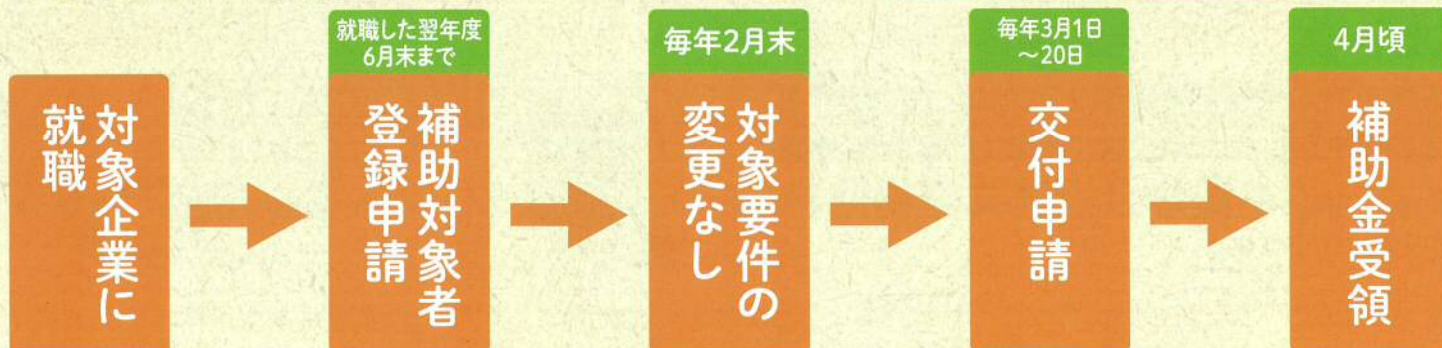 対象企業に
就職
就職した翌年度
6月末まで
補助対象者
登録申請
毎年2月末
対象要件の
変更なし
毎年3月1日
～20日
交付申請
4月頃
補助金受領